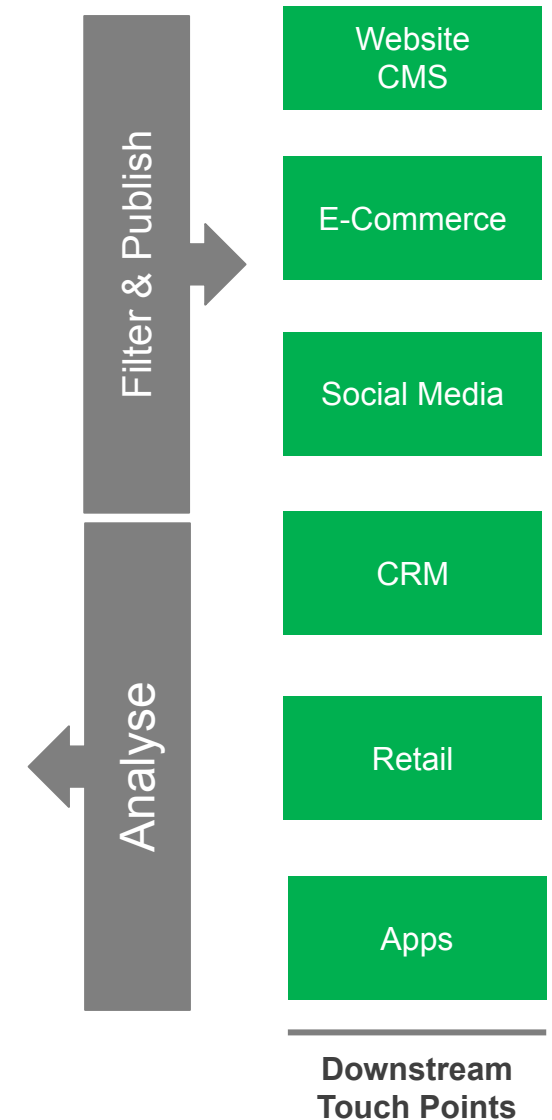 Filter & Publish
Analyse
Website
CMS
E-Commerce
Social Media
CRM
Retail
Apps
Downstream
Touch Points